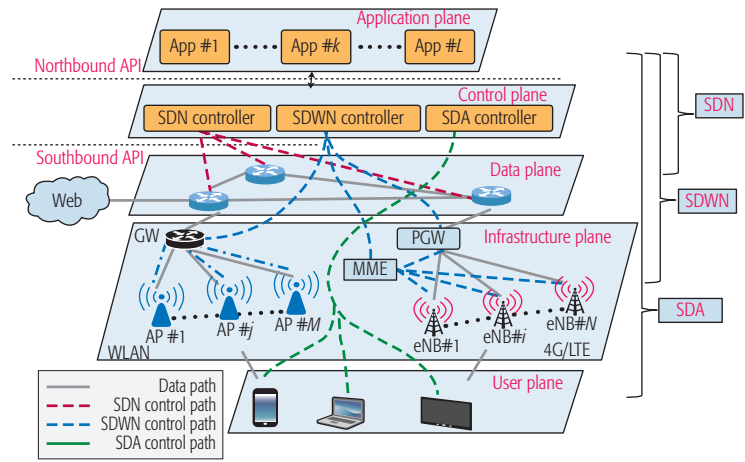 Application plane
App #1
App #k
App #L
Northbound API
Control plane
SDN controller
SDWN controller
SDA controller
SDN
Southbound API
Data plane
Web
SDWN
GW
PGW
Infrastructure plane
MME
SDA
AP #1
AP #j
AP #M
eNB#1
eNB#i
eNB#N
WLAN
4G/LTE
User plane
Data path
SDN control path
SDWN control path
SDA control path